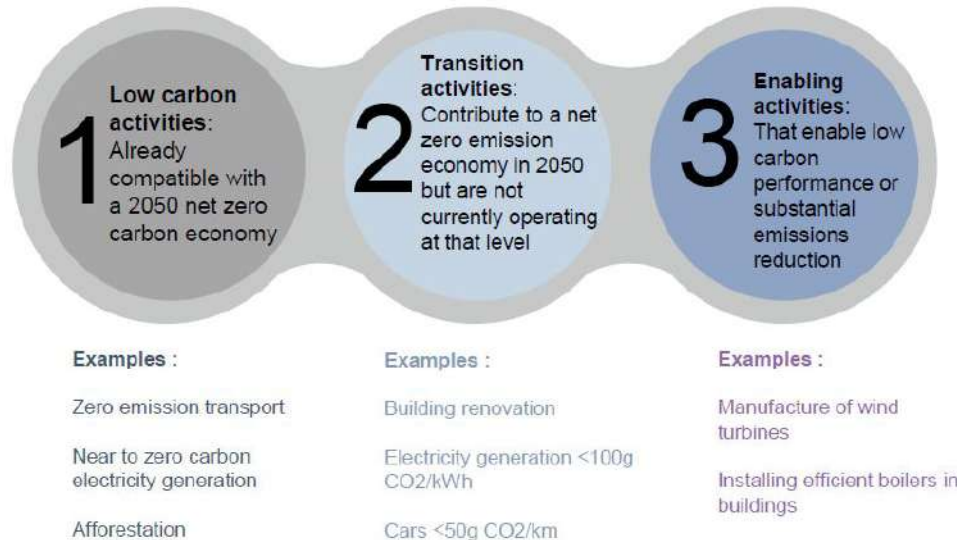 1
Low carbon
activities:
Already
compatible with
a 2050 net zero
carbon economy
2
Transition
activities:
Contribute to a net
zero emission
economy in 2050
but are not
currently operating
at that level
3
Enabling
activities:
That enable low
carbon
performance or
substantial
emissions
reduction
Examples :
Zero emission transport
Near to zero carbon
electricity generation
Afforestation
Examples :
Building renovation
Electricity generation <100g
CO2/kWh
Cars <50g CO2/km
Examples :
Manufacture of wind
turbines
Installing efficient boilers in
buildings